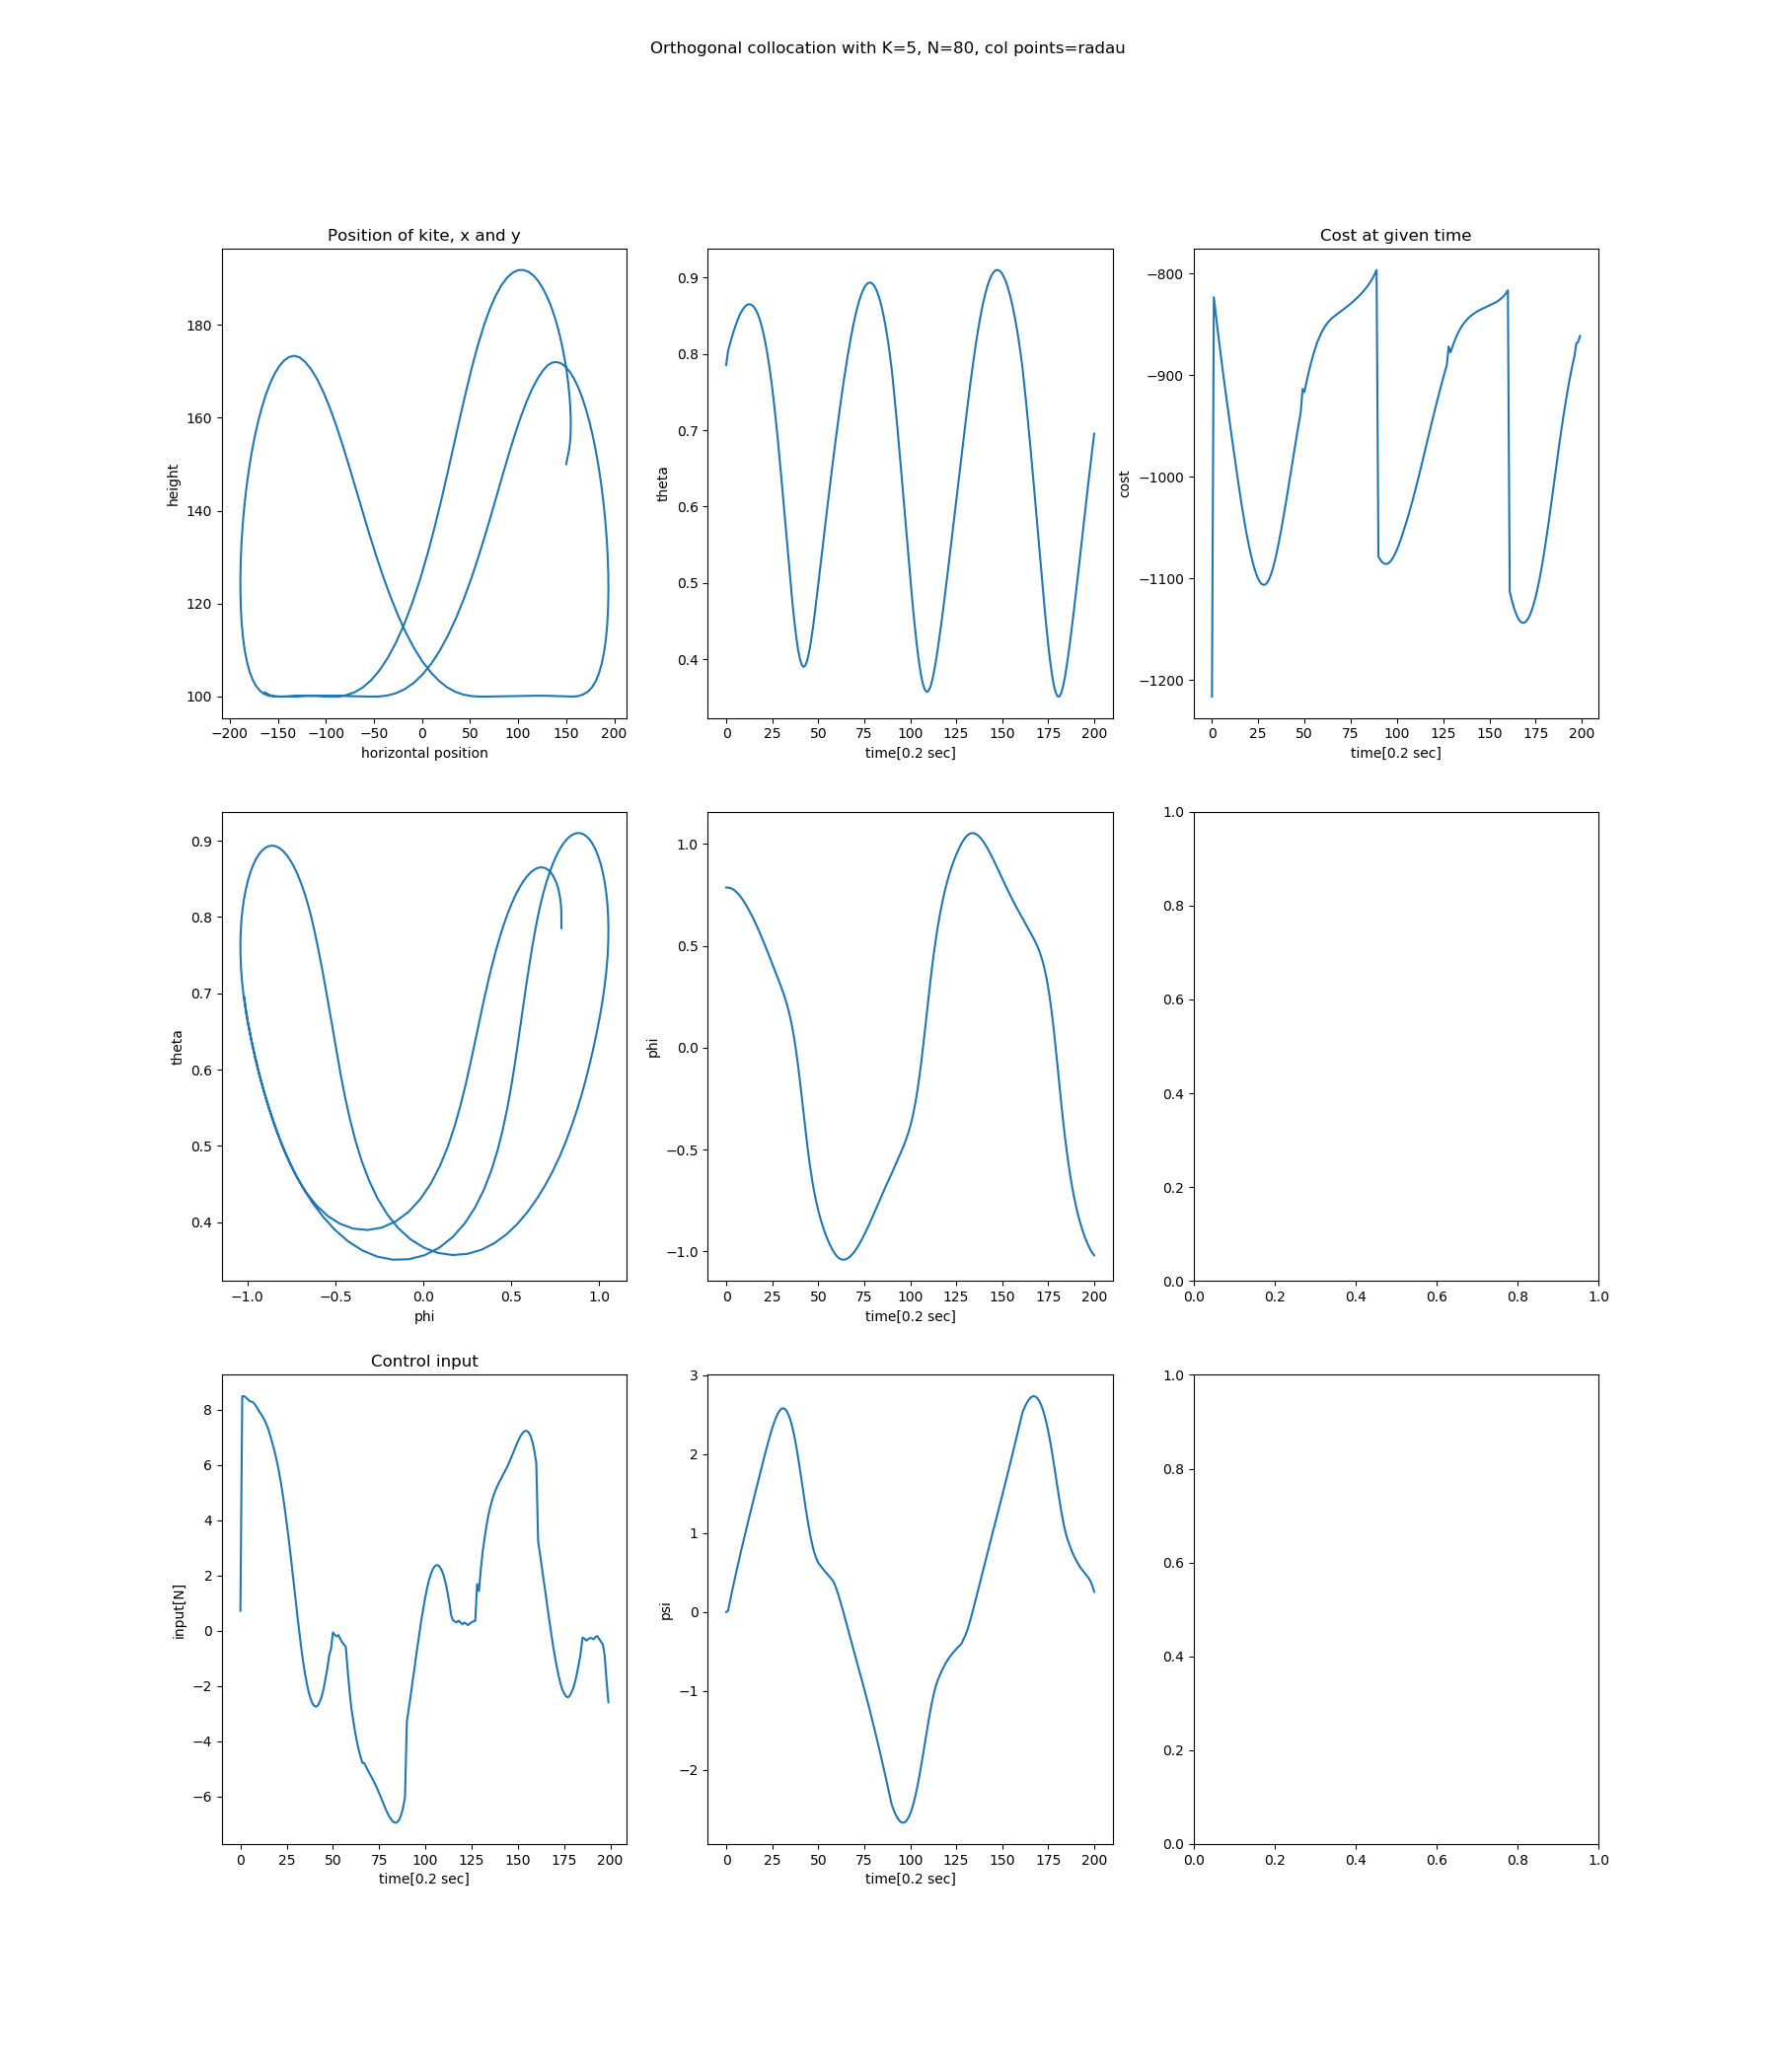 Orthogonal collocation with K=5, N=80, col points=radau
Position of kite, x and y
height
180
160
140
120
100
−200 −150 −100 −50 0 50 100 150 200
horizontal position
theta
0.9
0.8
0.7
0.6
0.5
0.4
0 25 50 75 100 125 150 175 200
time[0.2 sec]
Cost at given time
cost
−800
−900
−1000
−1100
−1200
0 25 50 75 100 125 150 175 200
time[0.2 sec]
theta
0.9
0.8
0.7
0.6
0.5
0.4
−1.0 −0.5 0.0 0.5 1.0
phi
phi
1.0
0.5
0.0
−0.5
−1.0
0 25 50 75 100 125 150 175 200
time[0.2 sec]
1.0
0.8
0.6
0.4
0.2
0.0
0.0 0.2 0.4 0.6 0.8 1.0
Control input
input[N]
8
6
4
2
0
−2
−4
−6
0 25 50 75 100 125 150 175 200
time[0.2 sec]
psi
3
2
1
0
−1
−2
0 25 50 75 100 125 150 175 200
time[0.2 sec]
1.0
0.8
0.6
0.4
0.2
0.0
0.0 0.2 0.4 0.6 0.8 1.0